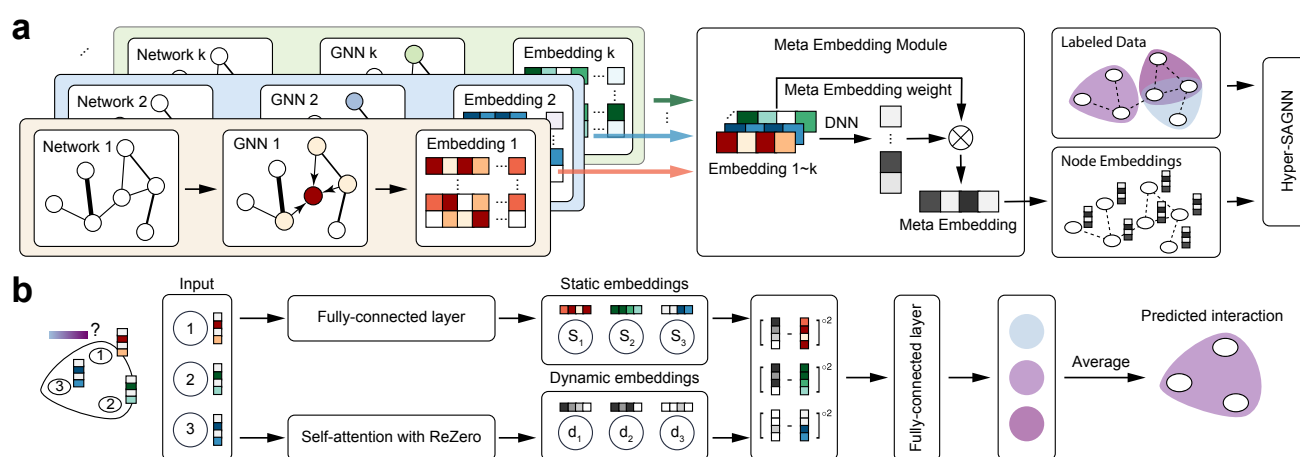 a
Network k
GNN k
Embedding k
Network 2
GNN 2
Embedding 2
Network 1
GNN 1
Embedding 1
Meta Embedding Module
Meta Embedding weight
DNN
Embedding 1~k
Meta Embedding
Labeled Data
Node Embeddings
Hyper-SAGNN
b
?
1
3
2
Input
1
2
3
Fully-connected layer
Self-attention with ReZero
Static embeddings
S1 S2 S3
Dynamic embeddings
d1 d2 d3
[ - ]°2
[ - ]°2
[ - ]°2
Fully-connected layer
Average
Predicted interaction